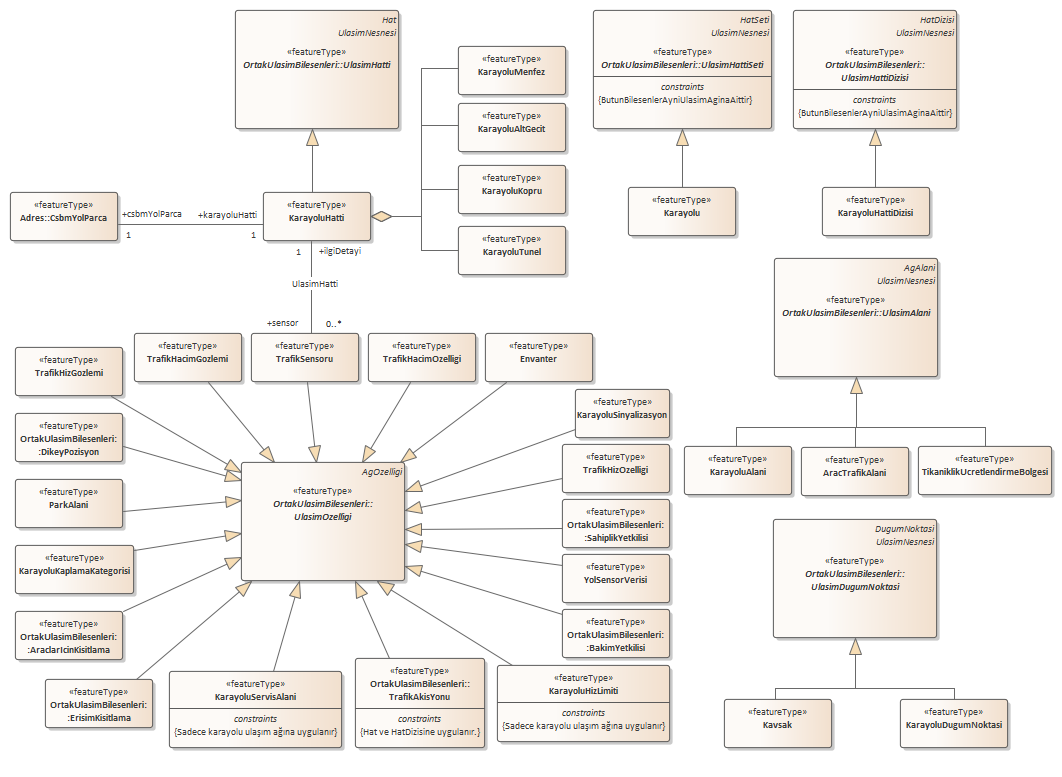 Hat
UlasimNesnesi
«featureType»
OrtakUlasimBilesenleri::UlasimHatti
HatSeti
UlasimNesnesi
«featureType»
OrtakUlasimBilesenleri::UlasimHattiSeti
constraints
{ButunBilesenlerAyniUlasimAginaAittir}
HatDizisi
UlasimNesnesi
«featureType»
OrtakUlasimBilesenleri::
UlasimHattiDizisi
constraints
{ButunBilesenlerAyniUlasimAginaAittir}
«featureType»
KarayoluMenfez
«featureType»
KarayoluAltGecit
«featureType»
KarayoluKopru
«featureType»
KarayoluTunel
«featureType»
Adres::CsbmYolParca
+csbmYolParca
1
+karayoluHatti
1
«featureType»
KarayoluHatti
«featureType»
Karayolu
«featureType»
KarayoluHattiDizisi
1
+ilgiDetayi
UlasimHatti
+sensor
0..*
AgAlani
UlasimNesnesi
«featureType»
OrtakUlasimBilesenleri::UlasimAlani
«featureType»
TrafikHizGozlemi
«featureType»
TrafikHacimGozlemi
«featureType»
TrafikSensoru
«featureType»
TrafikHacimOzelligi
«featureType»
Envanter
«featureType»
OrtakUlasimBilesenleri:
:DikeyPozisyon
«featureType»
KarayoluSinyalizasyon
«featureType»
TrafikHizOzelligi
AgOzelligi
«featureType»
OrtakUlasimBilesenleri::
UlasimOzelligi
«featureType»
ParkAlani
«featureType»
OrtakUlasimBilesenleri:
:SahiplikYetkilisi
«featureType»
KarayoluKaplamaKategorisi
«featureType»
YolSensorVerisi
«featureType»
OrtakUlasimBilesenleri:
:AraclarIcinKisitlama
«featureType»
OrtakUlasimBilesenleri:
:BakimYetkilisi
«featureType»
OrtakUlasimBilesenleri:
:ErisimKisitlama
«featureType»
KarayoluServisAlani
constraints
{Sadece karayolu ulaşım ağına uygulanır}
«featureType»
OrtakUlasimBilesenleri::
TrafikAkisYonu
constraints
{Hat ve HatDizisine uygulanır.}
«featureType»
KarayoluHizLimiti
constraints
{Sadece karayolu ulaşım ağına uygulanır}
«featureType»
KarayoluAlani
«featureType»
AracTrafikAlani
«featureType»
TikaniklikUcretlendirmeBolgesi
DugumNoktasi
UlasimNesnesi
«featureType»
OrtakUlasimBilesenleri::
UlasimDugumNoktasi
«featureType»
Kavsak
«featureType»
KarayoluDugumNoktasi